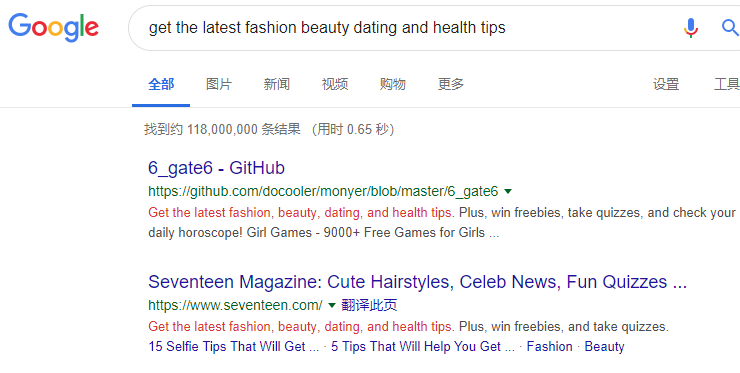 Google get the latest fashion beauty dating and health tips
全部 图片 新闻 视频 购物 更多 设置 工具
找到约 118,000,000 条结果 （用时 0.65 秒）
6_gate6 - GitHub
https://github.com/docooler/monyer/blob/master/6_gate6
Get the latest fashion, beauty, dating, and health tips. Plus, win freebies, take quizzes, and check your
daily horoscope! Girl Games - 9000+ Free Games for Girls ...
Seventeen Magazine: Cute Hairstyles, Celeb News, Fun Quizzes ...
https://www.seventeen.com/ 翻译此页
Get the latest fashion, beauty, dating, and health tips. Plus, win freebies, and take quizzes.
15 Selfie Tips That Will Get ... · 5 Tips That Will Help You Get ... · Fashion · Beauty